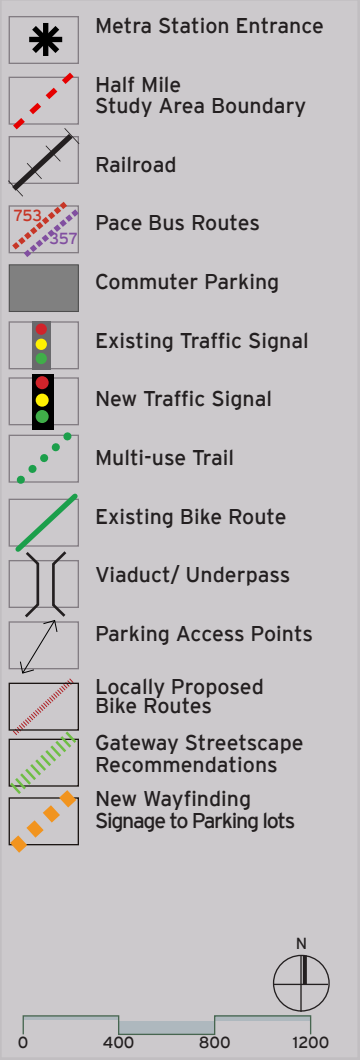 Metra Station Entrance
Half Mile
Study Area Boundary
Railroad
753
357
Pace Bus Routes
Commuter Parking
Existing Traffic Signal
New Traffic Signal
Multi-use Trail
Existing Bike Route
Viaduct/ Underpass
Parking Access Points
Locally Proposed
Bike Routes
Gateway Streetscape
Recommendations
New Wayfinding
Signage to Parking lots
N
0 400 800 1200